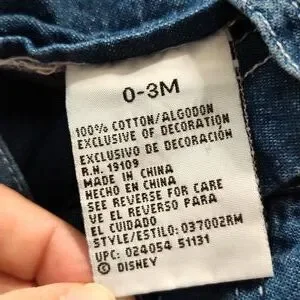 0-3M
100% COTTON/ALGODON
EXCLUSIVE OF DECORATION
EXCLUSIVO DE DECORACIÓN
R.N. 19109
MADE IN CHINA
HECHO EN CHINA
SEE REVERSE FOR CARE
VE EL REVERSO PARA
EL CUIDADO
STYLE/ESTILO: 037002RM
UPC: 024054 51131
© DISNEY